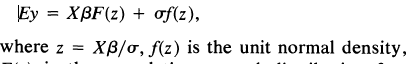 Ey = XβF(z) + σf(z),
where z = Xβ/σ, f(z) is the unit normal density,